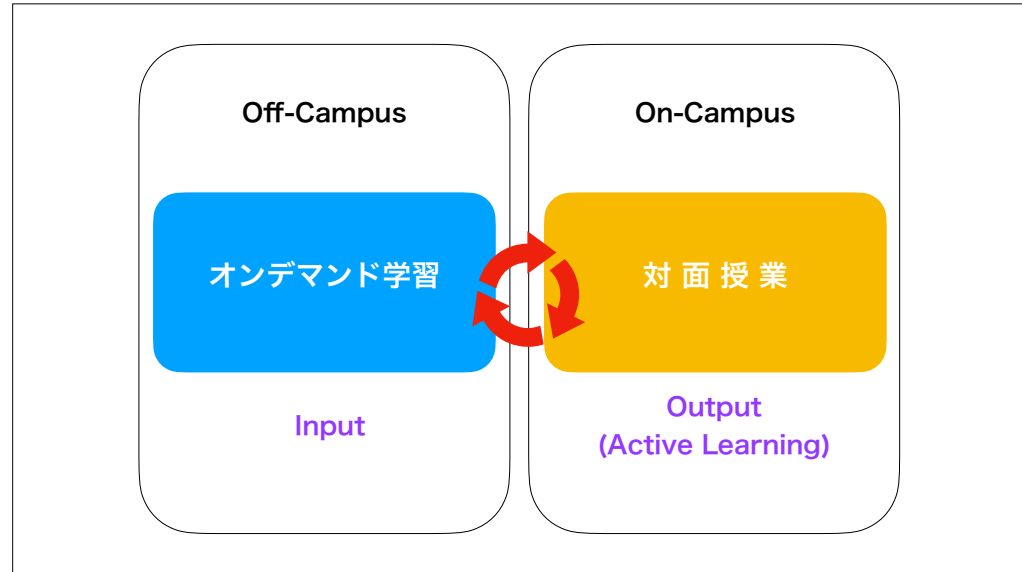 Off-Campus
On-Campus
オンデマンド学習
対 面 授 業
Input
Output
(Active Learning)